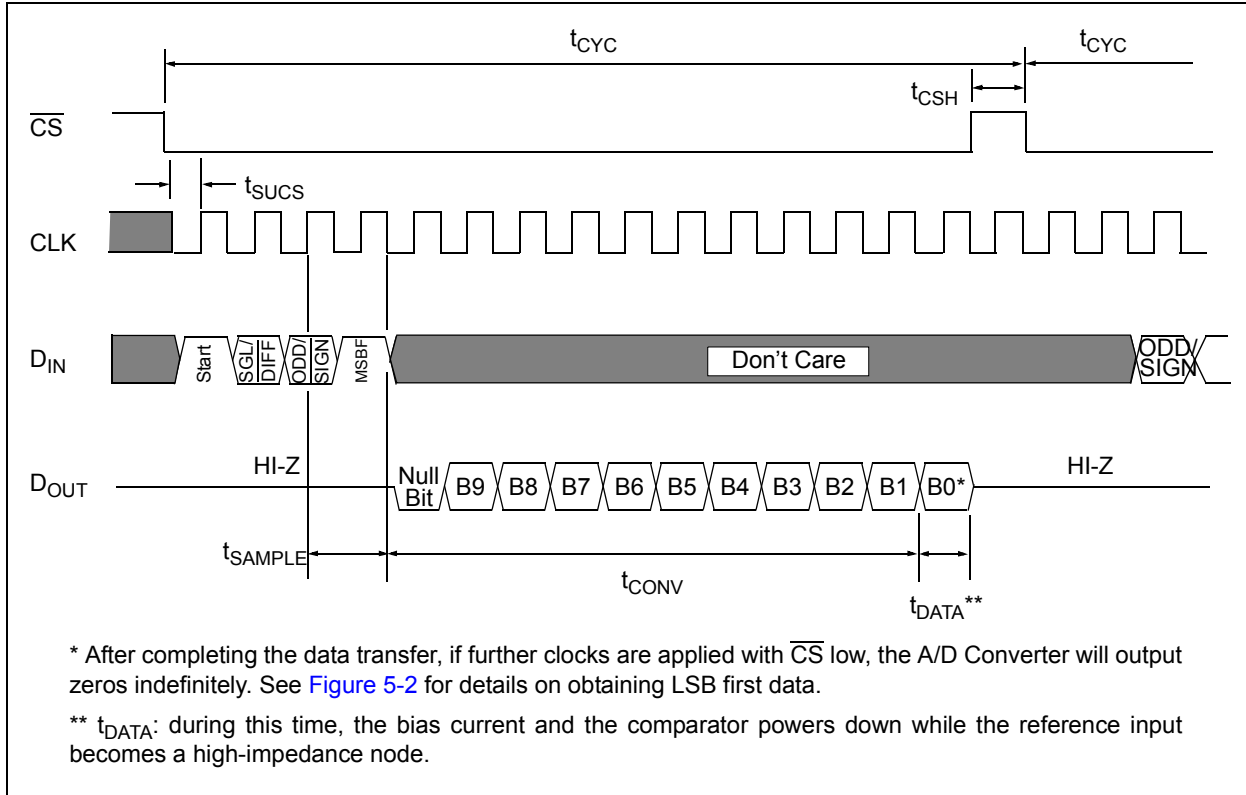 tCYC tCYC
tCSH
CS
tSUCS
CLK
DIN
Start SGL/DIFF ODD/SIGN MSBF Don't Care ODD/SIGN
HI-Z HI-Z
DOUT
Null Bit B9 B8 B7 B6 B5 B4 B3 B2 B1 B0*
tSAMPLE
tCONV
tDATA**
* After completing the data transfer, if further clocks are applied with CS low, the A/D Converter will output
zeros indefinitely. See Figure 5-2 for details on obtaining LSB first data.
** tDATA: during this time, the bias current and the comparator powers down while the reference input
becomes a high-impedance node.